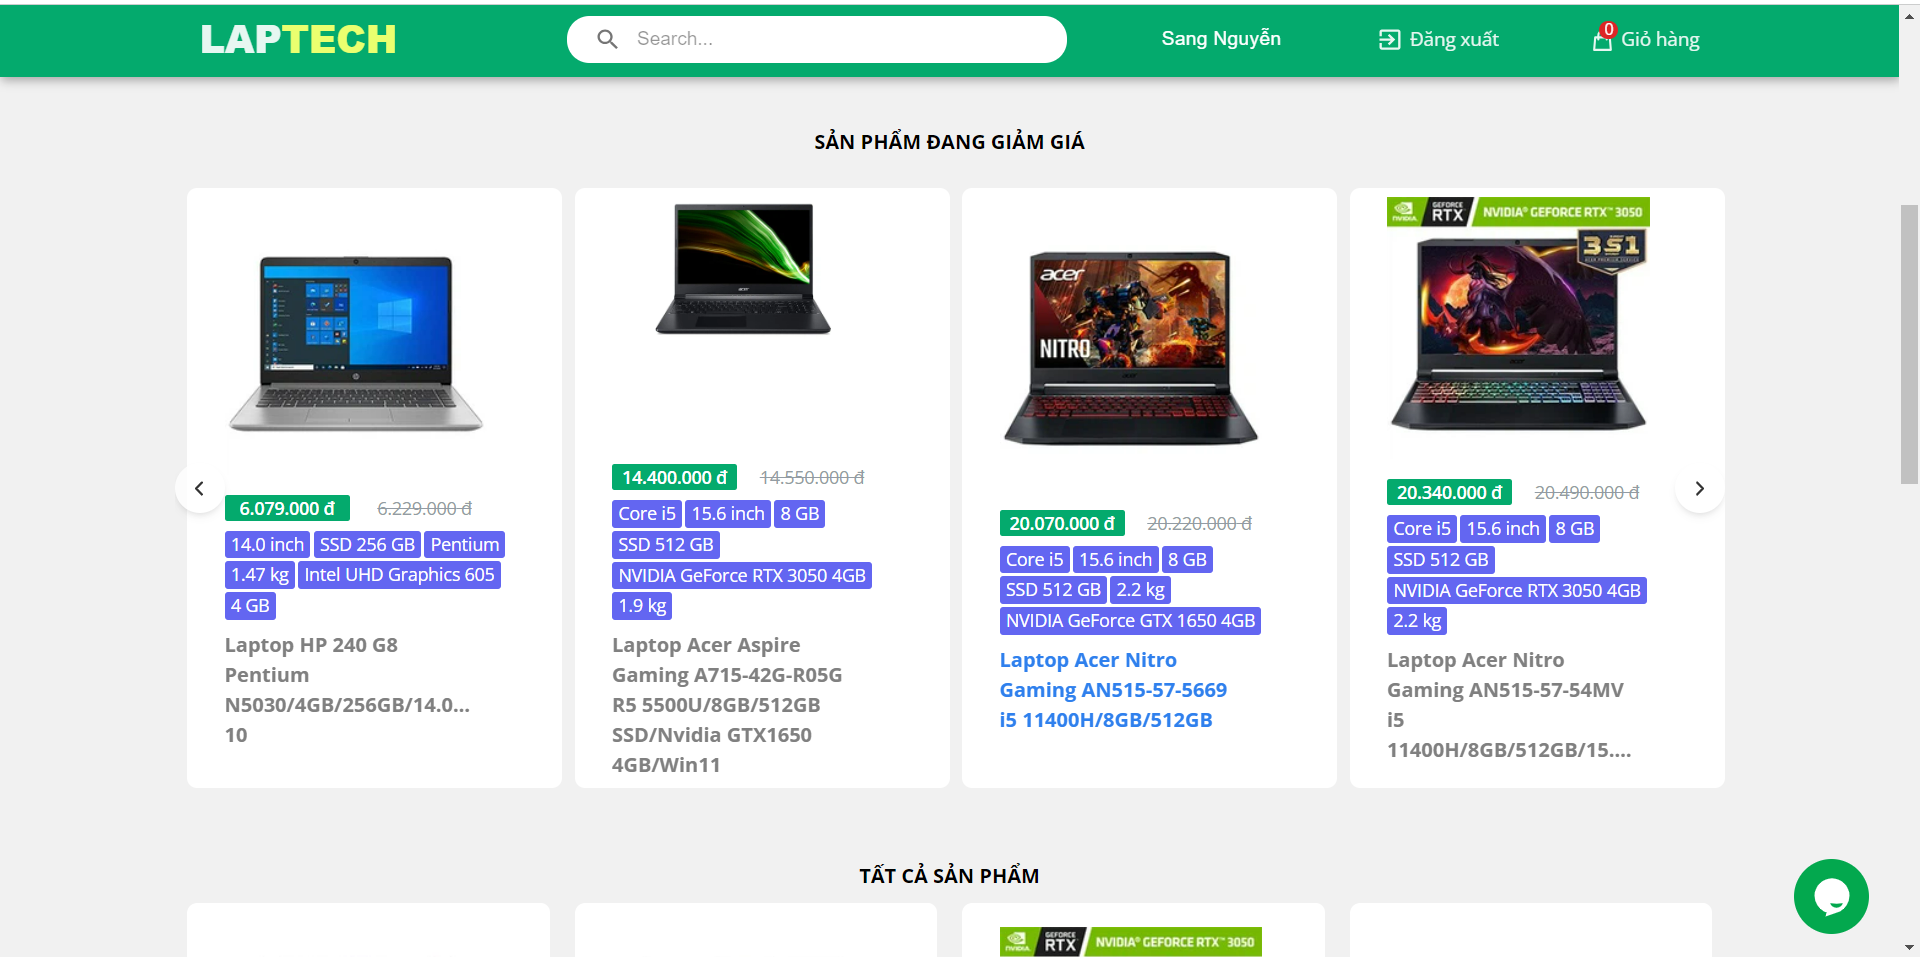 LAPTECH
Search...
Sang Nguyễn
Đăng xuất
0
Giỏ hàng
SẢN PHẨM ĐANG GIẢM GIÁ
6.079.000 đ 6.229.000 đ
14.0 inch SSD 256 GB Pentium
1.47 kg Intel UHD Graphics 605
4 GB
Laptop HP 240 G8
Pentium
N5030/4GB/256GB/14.0...
10
acer
14.400.000 đ 14.550.000 đ
Core i5 15.6 inch 8 GB
SSD 512 GB
NVIDIA GeForce RTX 3050 4GB
1.9 kg
Laptop Acer Aspire
Gaming A715-42G-R05G
R5 5500U/8GB/512GB
SSD/Nvidia GTX1650
4GB/Win11
acer
NITRO
20.070.000 đ 20.220.000 đ
Core i5 15.6 inch 8 GB
SSD 512 GB 2.2 kg
NVIDIA GeForce GTX 1650 4GB
Laptop Acer Nitro
Gaming AN515-57-5669
i5 11400H/8GB/512GB
NVIDIA GEFORCE RTX NVIDIA® GEFORCE RTX™ 3050
3S1
20.340.000 đ 20.490.000 đ
Core i5 15.6 inch 8 GB
SSD 512 GB
NVIDIA GeForce RTX 3050 4GB
2.2 kg
Laptop Acer Nitro
Gaming AN515-57-54MV
i5
11400H/8GB/512GB/15....
TẤT CẢ SẢN PHẨM
NVIDIA GEFORCE RTX NVIDIA® GEFORCE RTX™ 3050